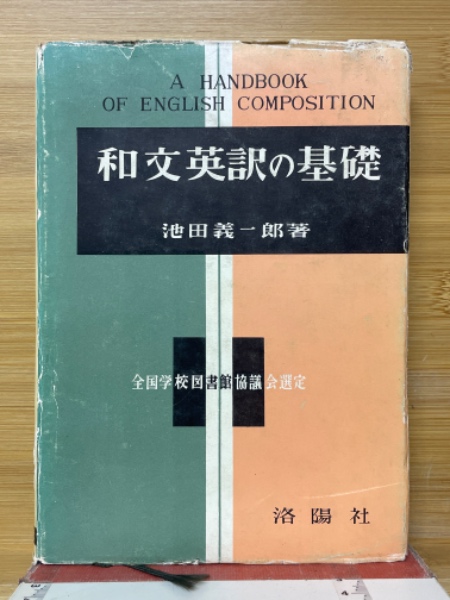 A HANDBOOK
OF ENGLISH COMPOSITION
和文英訳の基礎
池田義一郎著
全国学校図書館協議会選定
洛陽社